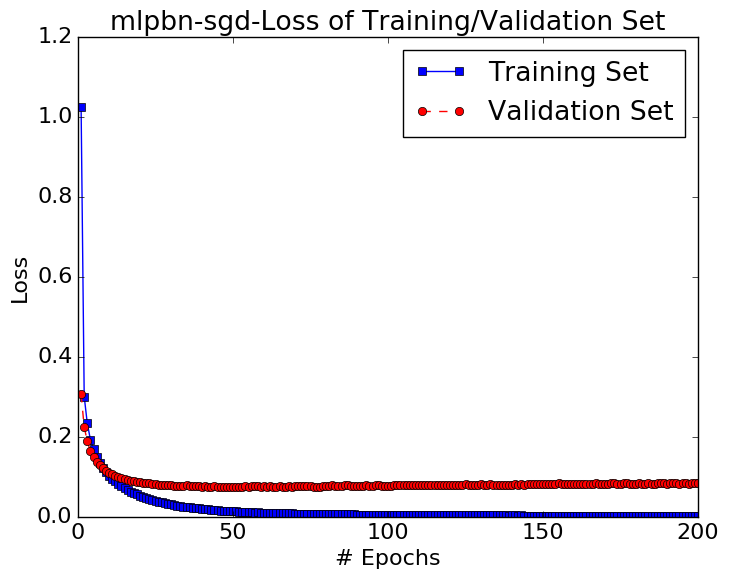 mlpbn-sgd-Loss of Training/Validation Set
1.2
Training Set
Validation Set
1.0
0.8
0.6
0.4
0.2
0.0
Loss
0
50
100
150
200
# Epochs